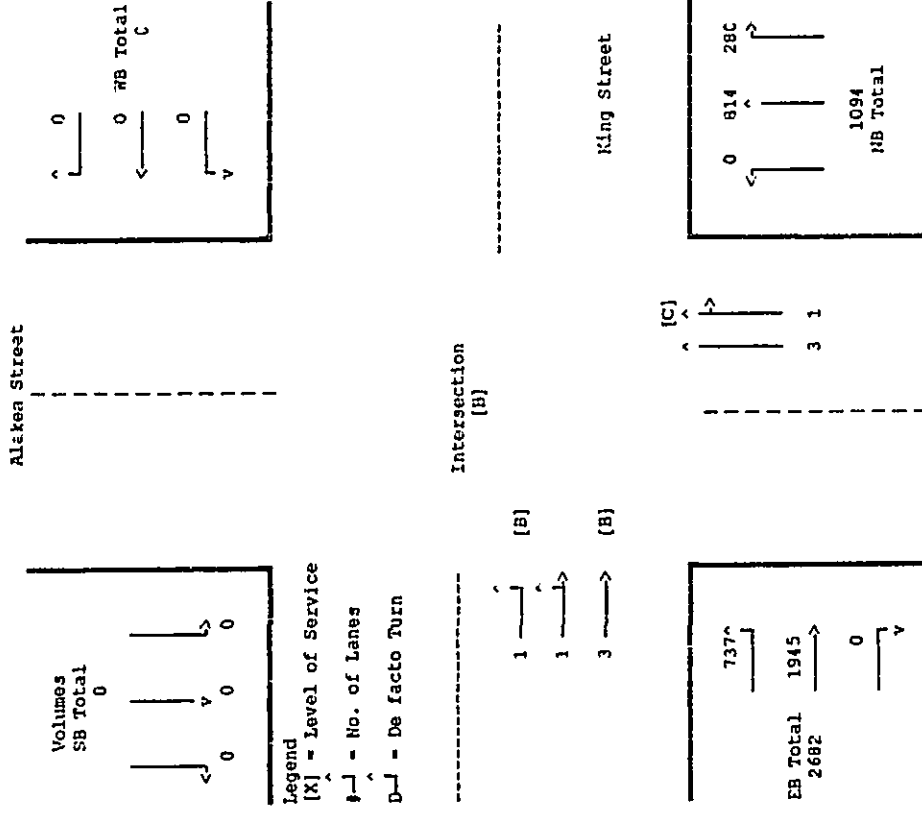 Alakea Street
Volumes
SB Total
0
0 0 0
0
0 WB Total
C
0
Legend
[X] = Level of Service
^
#─┘ = No. of Lanes
^
D─┘ = De facto Turn
Intersection
[B]
King Street
1 [B]
1
3 [B]
[C]
3 1
737
EB Total 1945
2682
0
0 814 28C
1094
NB Total